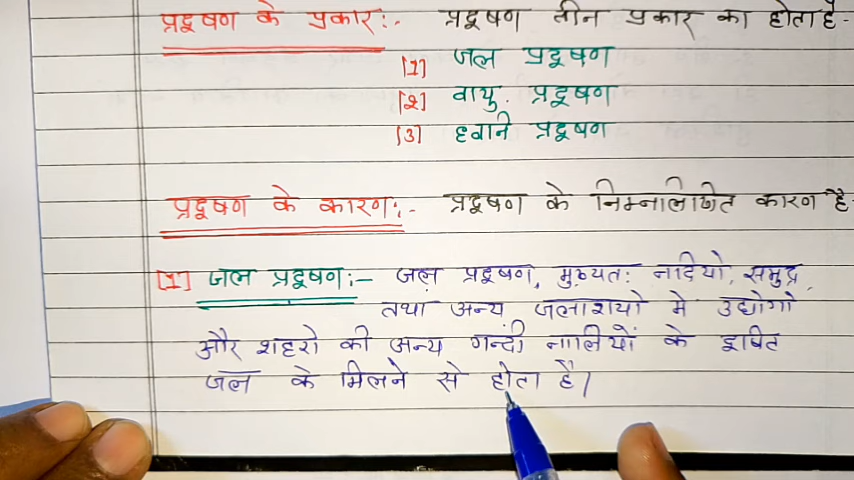 प्रदूषण के प्रकार:- प्रदूषण तीन प्रकार का होता है-
[1] जल प्रदूषण
[2] वायु प्रदूषण
[3] ध्वनि प्रदूषण
प्रदूषण के कारण:- प्रदूषण के निम्नलिखित कारण है-
[1] जल प्रदूषण:- जल प्रदूषण, मुख्यत: नदियो, समुद्र,
तथा अन्य जलाशयो मे उद्योगो
और शहरो की अन्य गन्दी नालियों के दूषित
जल के मिलने से होता है।